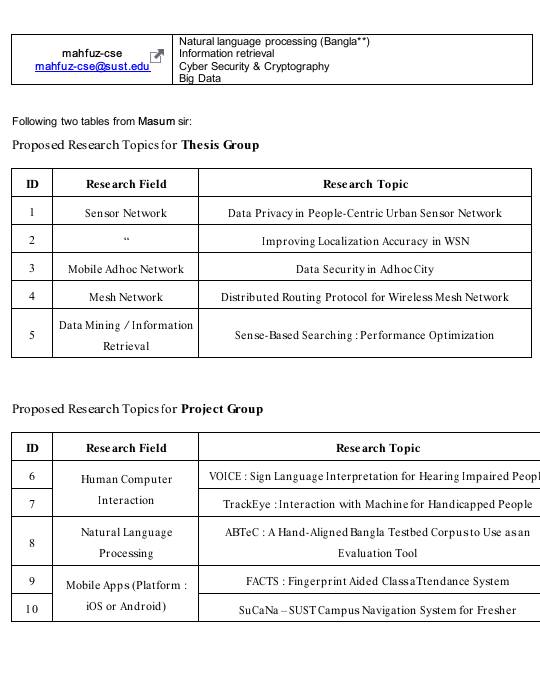 mahfuz-cse
mahfuz-cse@sust.edu
Natural language processing (Bangla**)
Information retrieval
Cyber Security & Cryptography
Big Data
Following two tables from Masum sir:
Proposed Research Topics for Thesis Group
ID Research Field Research Topic
1 Sensor Network Data Privacy in People-Centric Urban Sensor Network
2 “ Improving Localization Accuracy in WSN
3 Mobile Adhoc Network Data Security in Adhoc City
4 Mesh Network Distributed Routing Protocol for Wireless Mesh Network
5 Data Mining / Information
Retrieval
Sense-Based Searching : Performance Optimization
Proposed Research Topics for Project Group
ID Research Field Research Topic
6 Human Computer
Interaction
VOICE : Sign Language Interpretation for Hearing Impaired Peopl
7 TrackEye : Interaction with Machine for Handicapped People
8 Natural Language
Processing
ABTeC : A Hand-Aligned Bangla Testbed Corpus to Use as an
Evaluation Tool
9 Mobile Apps (Platform :
iOS or Android)
FACTS : Fingerprint Aided Class aTtendance System
10 SuCaNa – SUST Campus Navigation System for Fresher